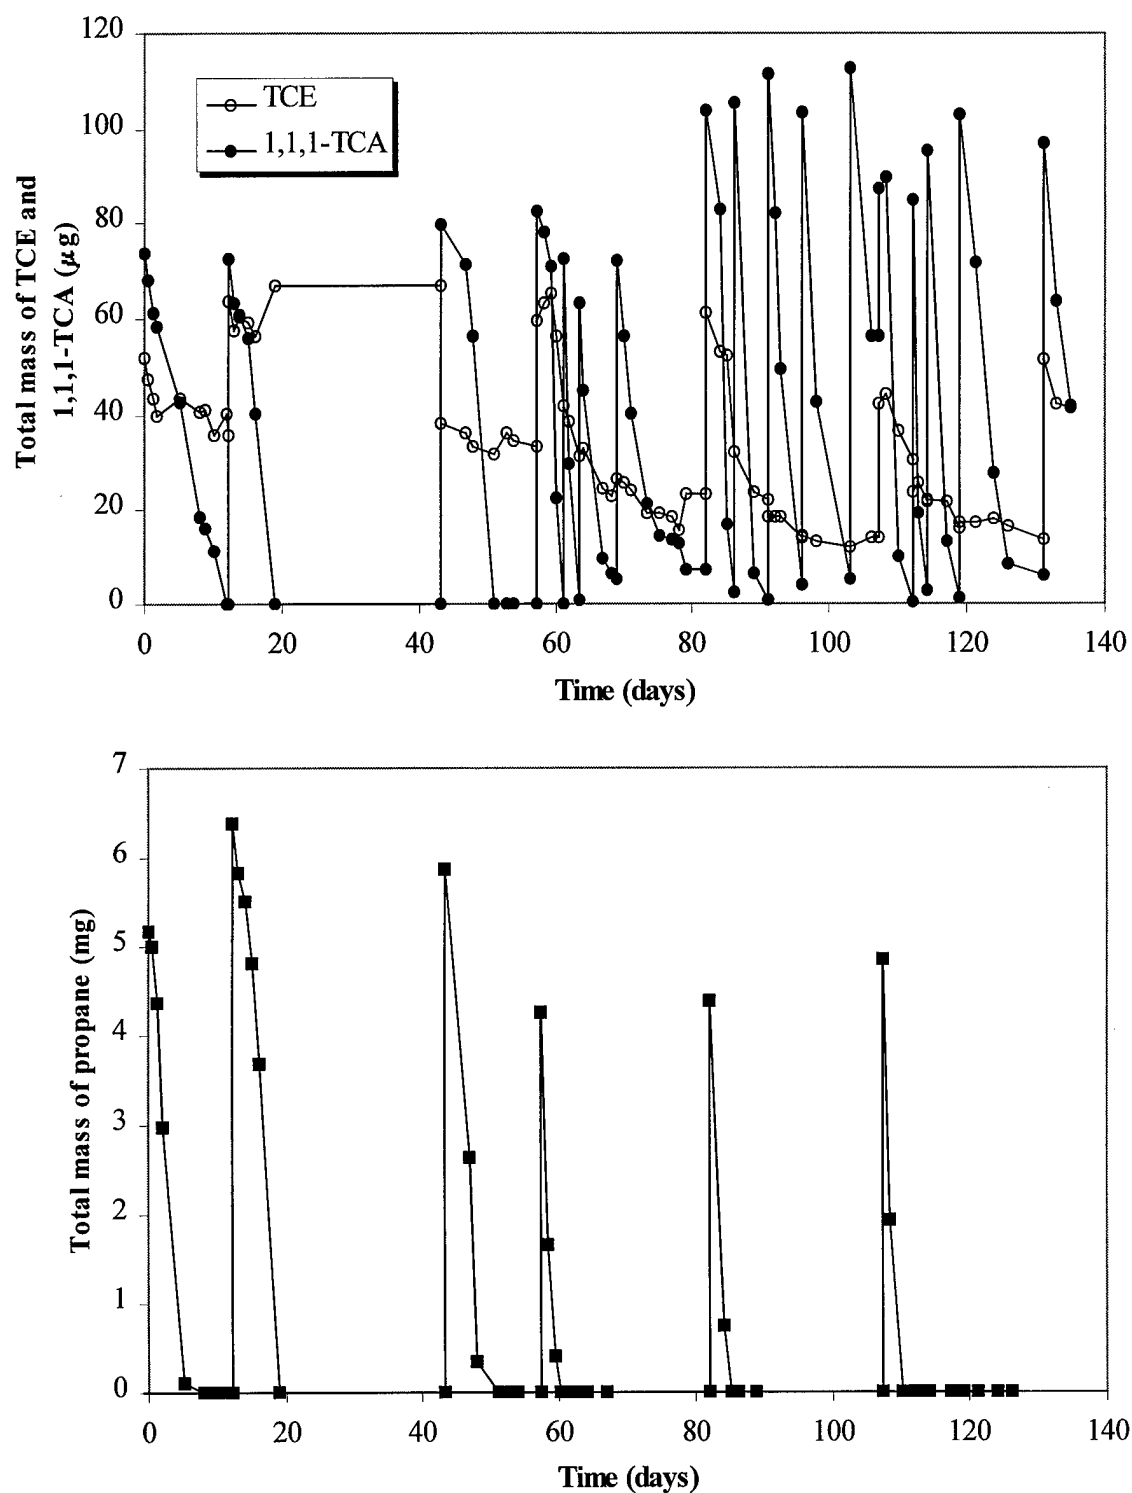 120
100
80
60
40
20
0
TCE
1,1,1-TCA
Total mass of TCE and
1,1,1-TCA (μg)
0 20 40 60 80 100 120 140
Time (days)
7
6
5
4
3
2
1
0
Total mass of propane (mg)
0 20 40 60 80 100 120 140
Time (days)